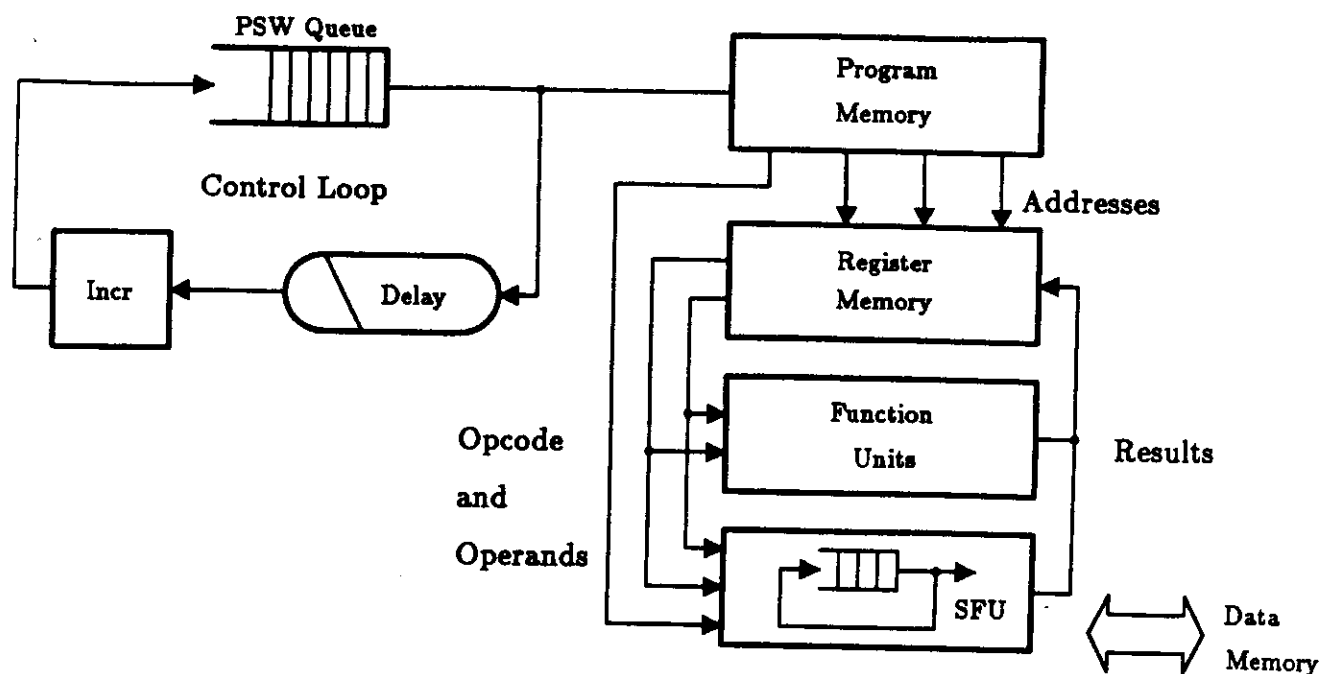 PSW Queue
Program
Memory
Control Loop
Addresses
Incr
Delay
Register
Memory
Opcode
and
Operands
Function
Units
Results
SFU
Data
Memory